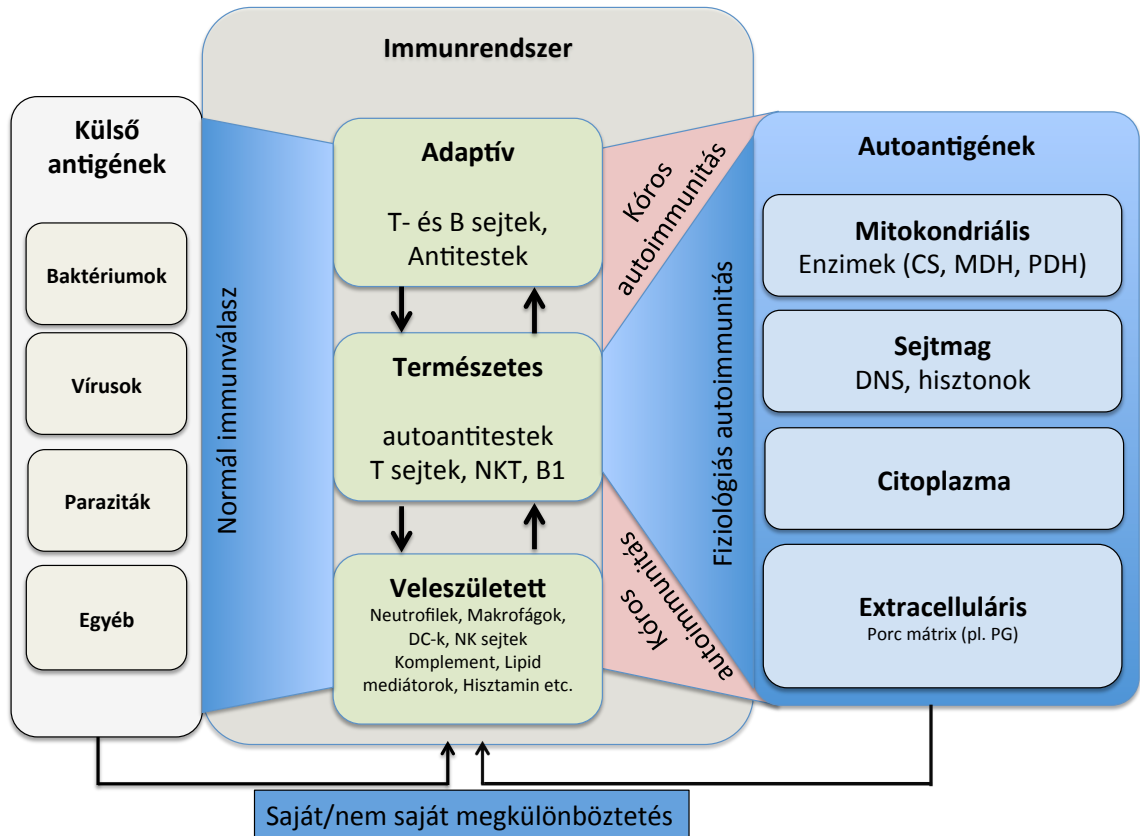 Immunrendszer
Külső
antigének
Baktériumok
Vírusok
Paraziták
Egyéb
Normál immunválasz
Adaptív
T- és B sejtek,
Antitestek
Természetes
autoantitestek
T sejtek, NKT, B1
Veleszületett
Neutrofilek, Makrofágok,
DC-k, NK sejtek
Komplement, Lipid
mediátorok, Hisztamin etc.
Kóros
autoimmunitás
Fiziológiás autoimmunitás
Kóros
autoimmunitás
Autoantigének
Mitokondriális
Enzimek (CS, MDH, PDH)
Sejtmag
DNS, hisztonok
Citoplazma
Extracelluláris
Porc mátrix (pl. PG)
Saját/nem saját megkülönböztetés